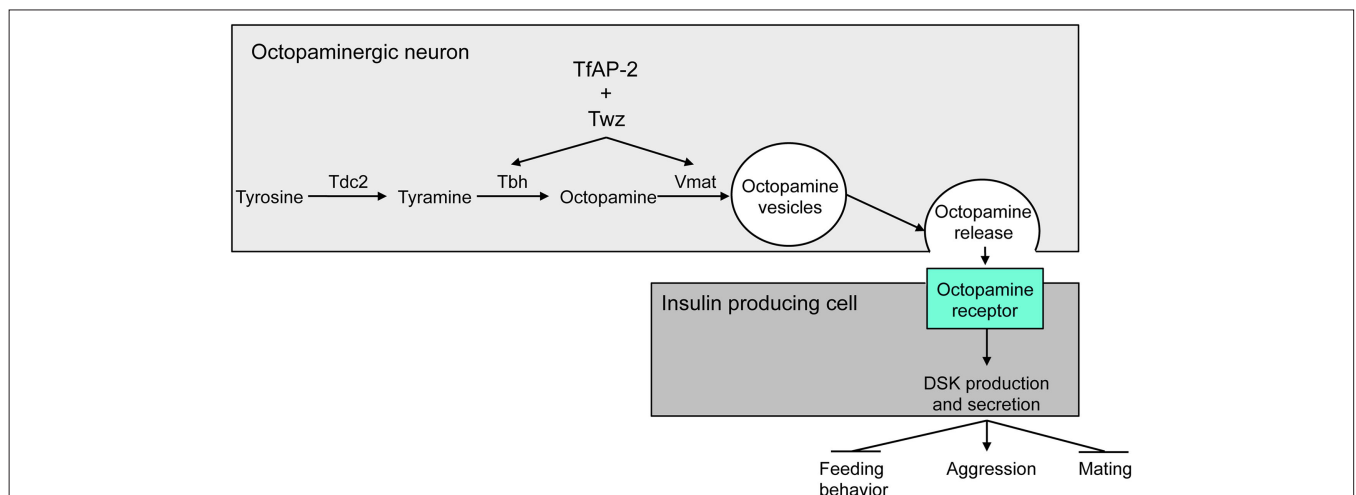 Octopaminergic neuron
TfAP-2
+
Twz
Tyrosine
Tdc2
Tyramine
Tbh
Octopamine
Vmat
Octopamine
vesicles
Octopamine
release
Insulin producing cell
Octopamine
receptor
DSK production
and secretion
Feeding
behavior
Aggression
Mating